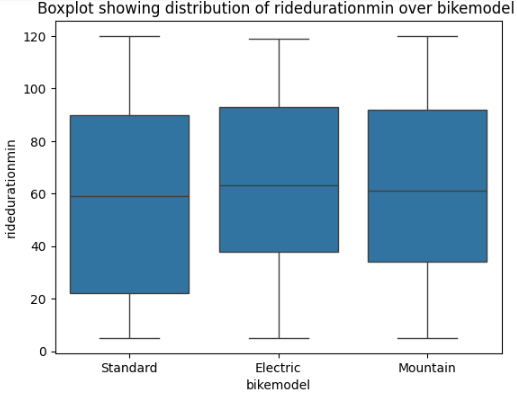 Boxplot showing distribution of ridedurationmin over bikemodel
120
100
80
60
40
20
0
ridedurationmin
Standard Electric Mountain
bikemodel